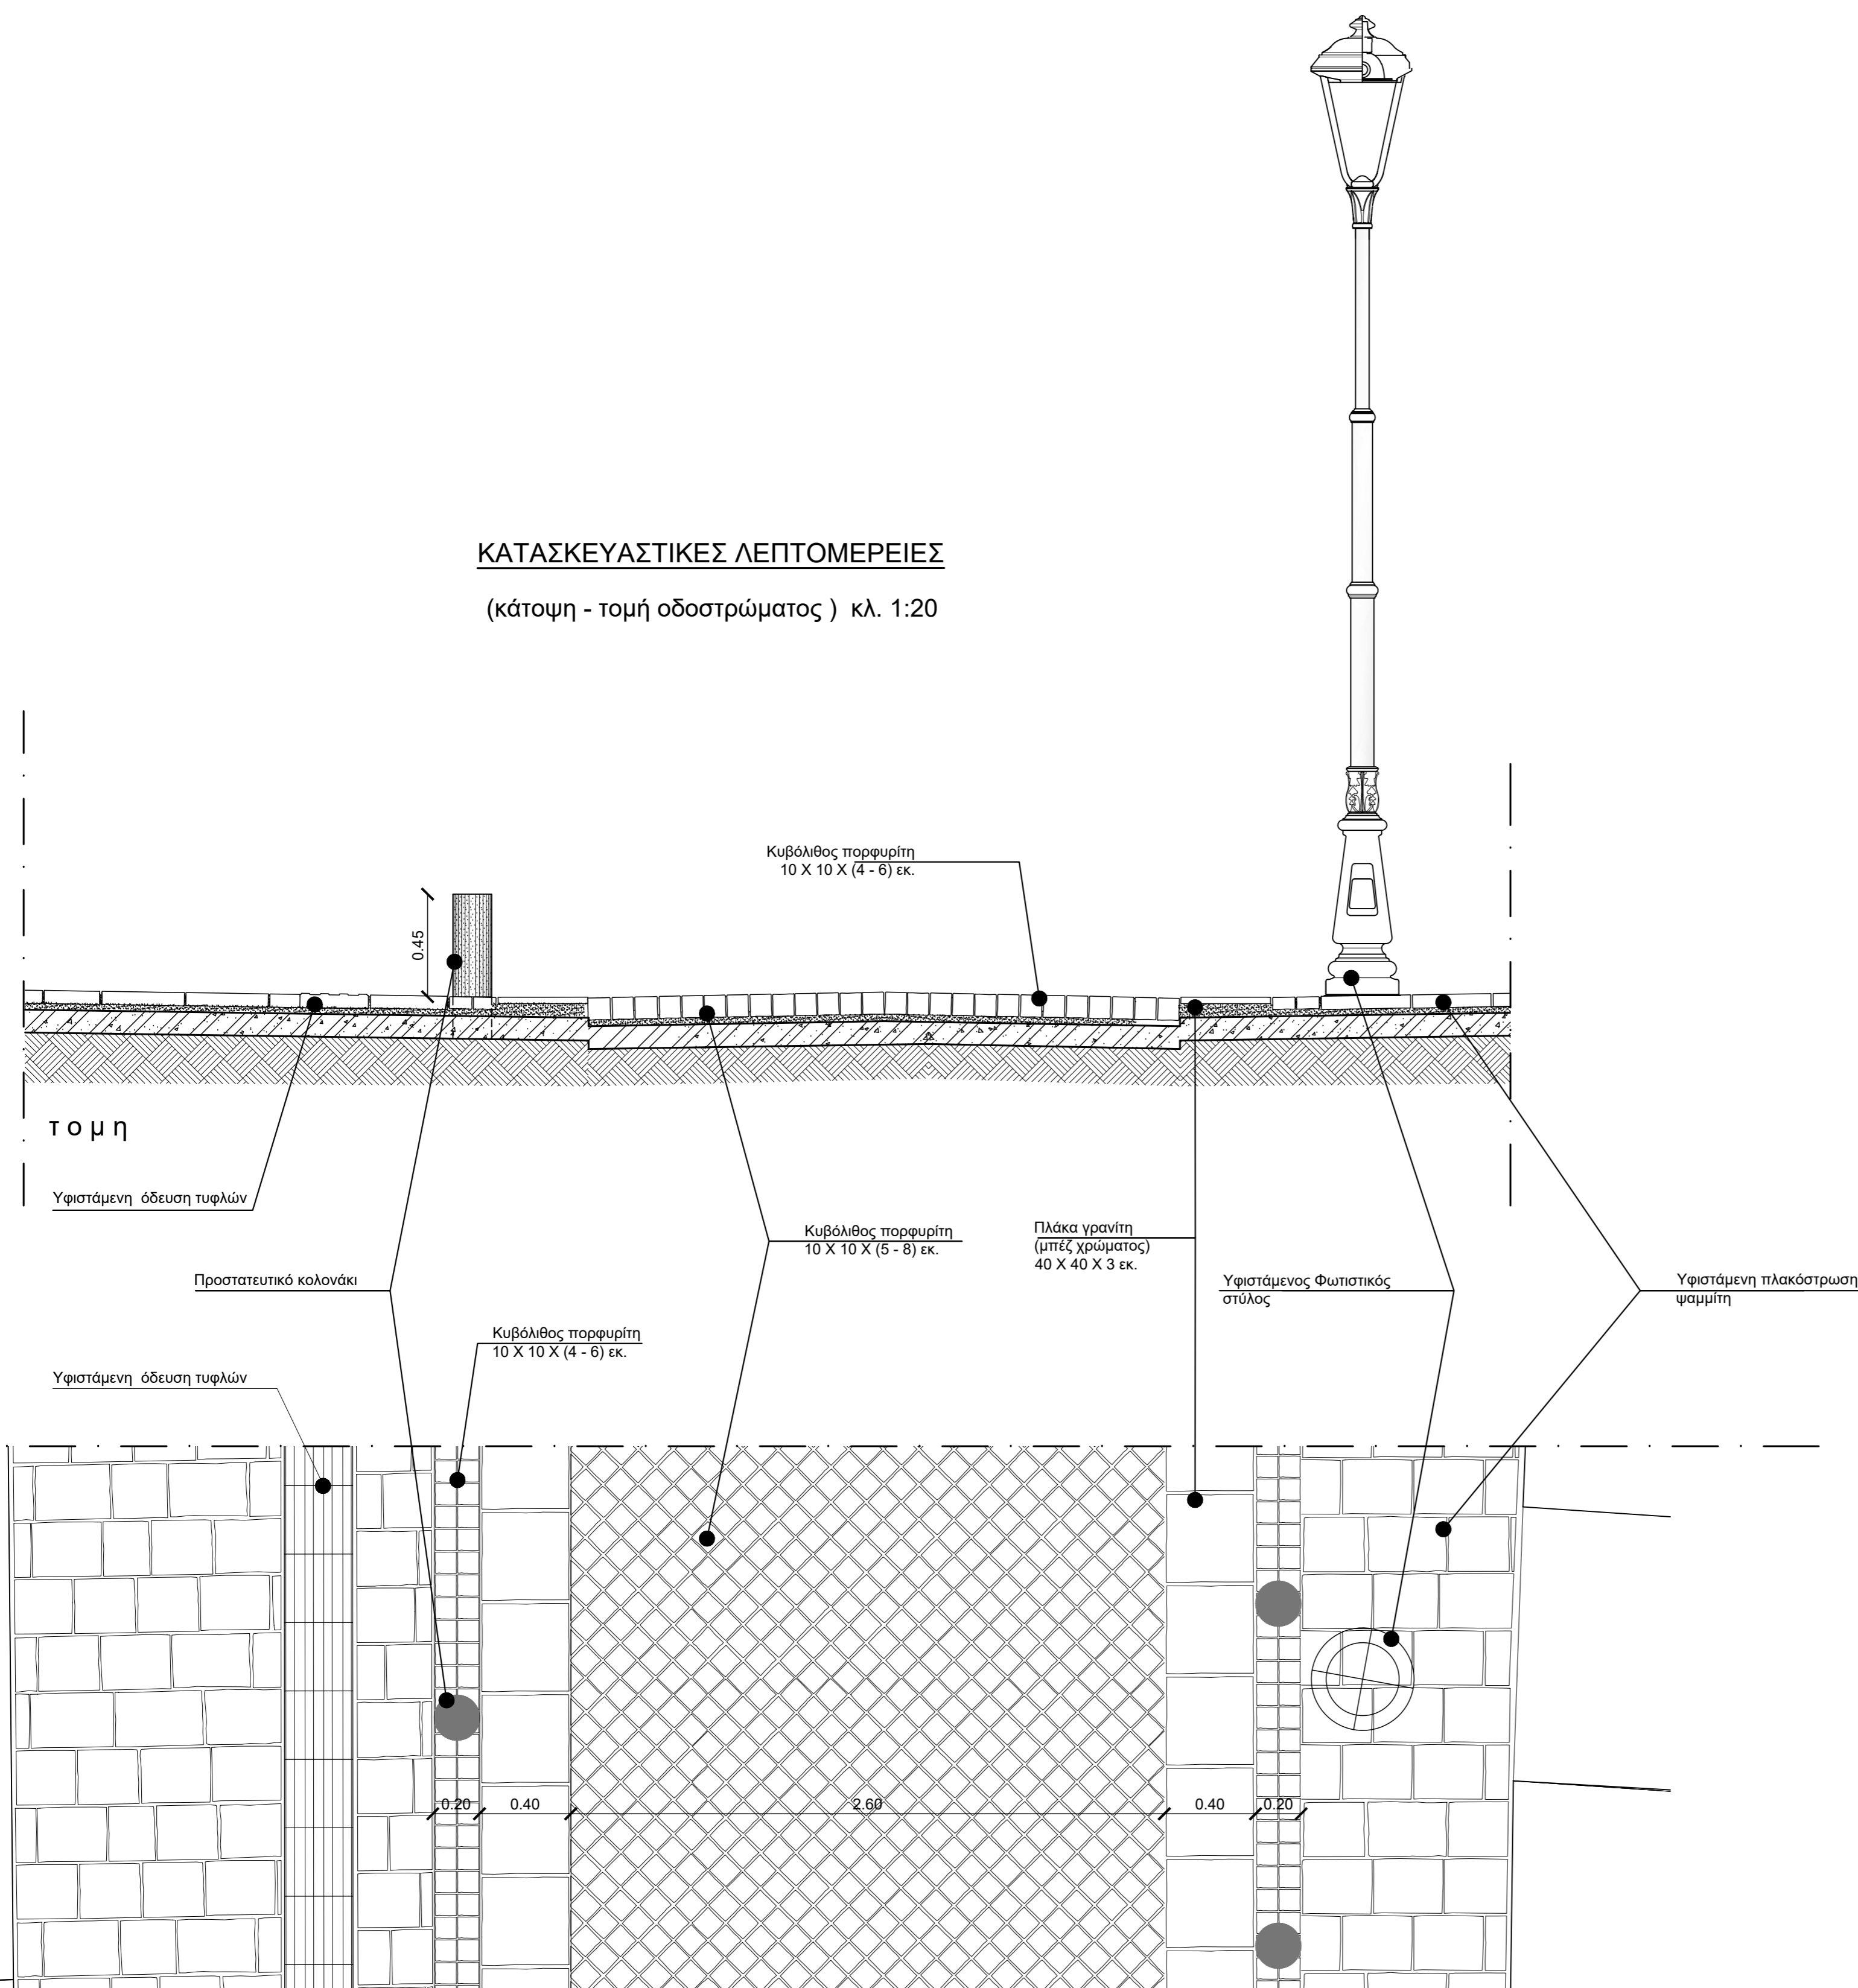 ΚΑΤΑΣΚΕΥΑΣΤΙΚΕΣ ΛΕΠΤΟΜΕΡΕΙΕΣ
(κάτοψη - τομή οδοστρώματος ) κλ. 1:20
Κυβόλιθος πορφυρίτη
10 X 10 X (4 - 6) εκ.
0.45
τ ο μ η
Υφιστάμενη όδευση τυφλών
Κυβόλιθος πορφυρίτη
10 X 10 X (5 - 8) εκ.
Πλάκα γρανίτη
(μπέζ χρώματος)
40 X 40 X 3 εκ.
Προστατευτικό κολονάκι
Υφιστάμενος Φωτιστικός
στύλος
Υφιστάμενη πλακόστρωση
ψαμμίτη
Κυβόλιθος πορφυρίτη
10 X 10 X (4 - 6) εκ.
Υφιστάμενη όδευση τυφλών
0.20 0.40 2.60 0.40 0.20